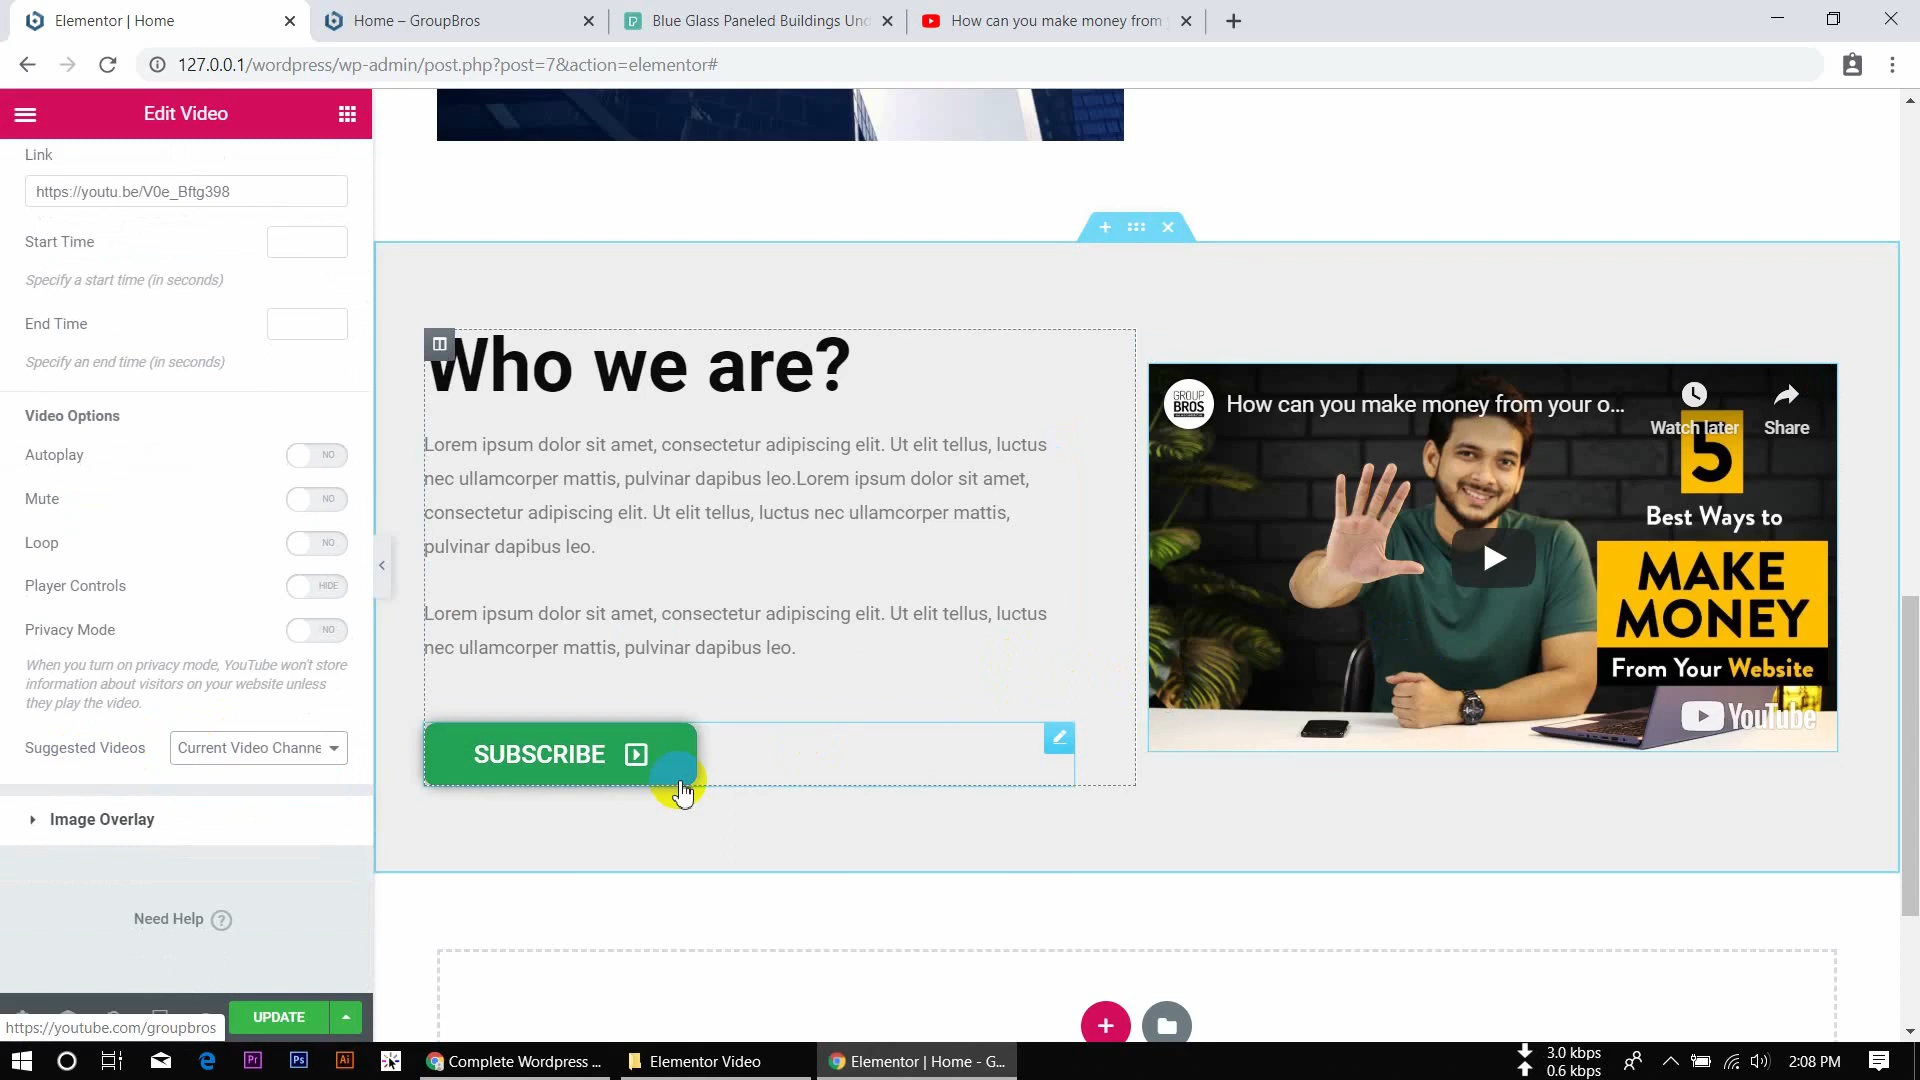 Elementor | Home
Home – GroupBros
Blue Glass Paneled Buildings Und
How can you make money from
127.0.0.1/wordpress/wp-admin/post.php?post=7&action=elementor#
Edit Video
Link
https://youtu.be/V0e_Bftg398
Start Time
Specify a start time (in seconds)
End Time
Specify an end time (in seconds)
Video Options
Autoplay
NO
Mute
NO
Loop
NO
Player Controls
HIDE
Privacy Mode
NO
When you turn on privacy mode, YouTube won't store
information about visitors on your website unless
they play the video.
Suggested Videos
Current Video Channe
Image Overlay
Need Help
UPDATE
https://youtube.com/groupbros
Who we are?
Lorem ipsum dolor sit amet, consectetur adipiscing elit. Ut elit tellus, luctus
nec ullamcorper mattis, pulvinar dapibus leo.Lorem ipsum dolor sit amet,
consectetur adipiscing elit. Ut elit tellus, luctus nec ullamcorper mattis,
pulvinar dapibus leo.
Lorem ipsum dolor sit amet, consectetur adipiscing elit. Ut elit tellus, luctus
nec ullamcorper mattis, pulvinar dapibus leo.
SUBSCRIBE
GROUP
BROS
How can you make money from your o...
Watch later
Share
5
Best Ways to
MAKE
MONEY
From Your Website
YouTube
Pr
Ps
Ai
Complete Wordpress ...
Elementor Video
Elementor | Home - G...
3.0 kbps
0.6 kbps
2:08 PM